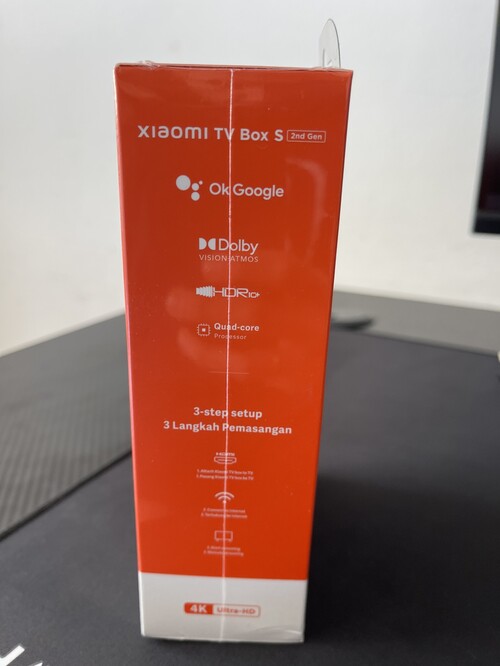 XIAOMI TV Box S 2nd Gen
Ok Google
Dolby
VISION·ATMOS
HDR10+
Quad-core
Processor
3-step setup
3 Langkah Pemasangan
HDMI
4K Ultra-HD